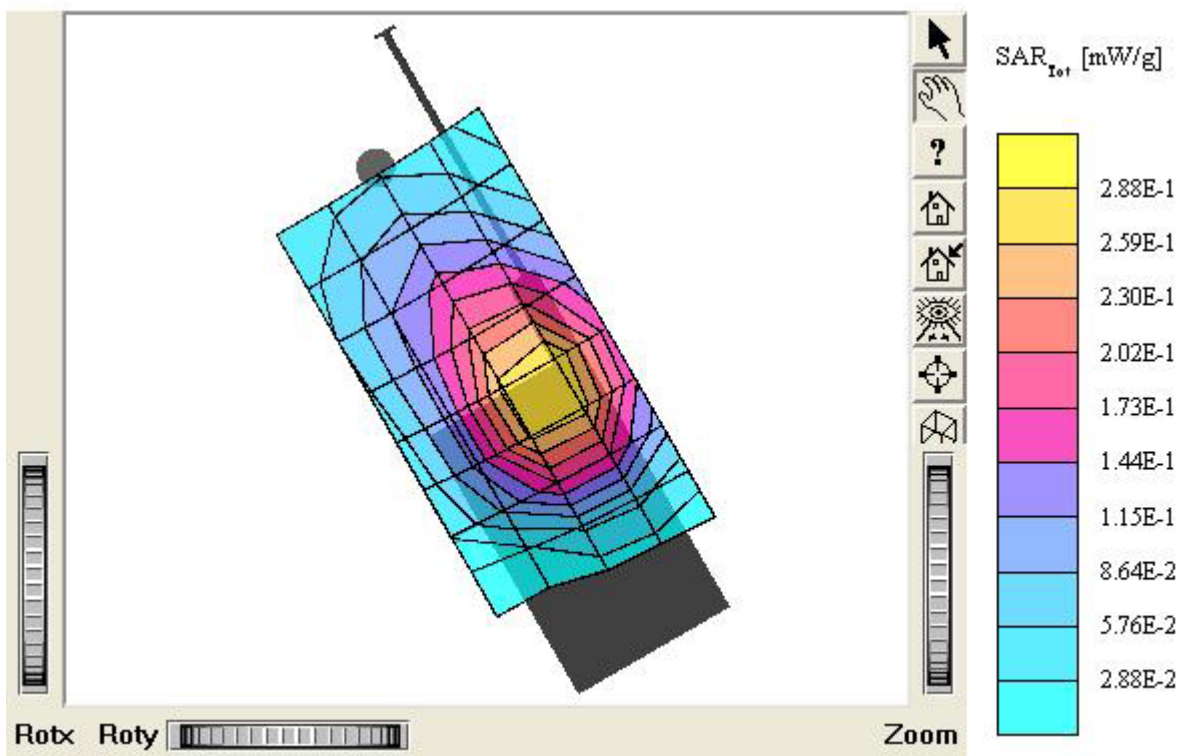 SAR_Tot [mW/g]
?
2.88E-1
2.59E-1
2.30E-1
2.02E-1
1.73E-1
1.44E-1
1.15E-1
8.64E-2
5.76E-2
2.88E-2
Rotx Roty Zoom